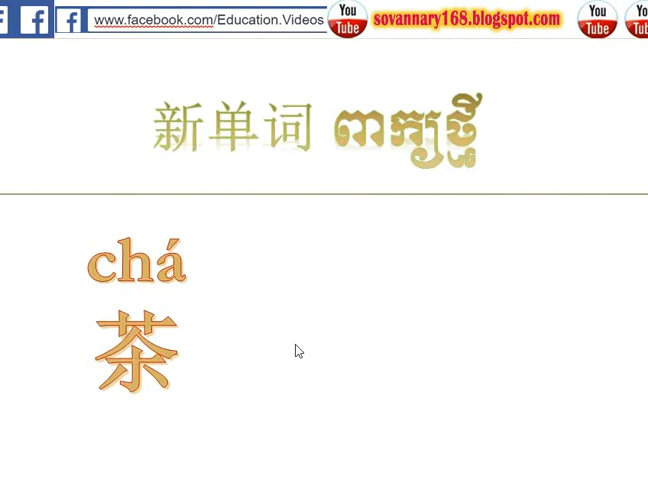 www.facebook.com/Education.Videos You Tube sovannary168.blogspot.com You Tube
新单词 ពាក្យថ្មី
chá
茶